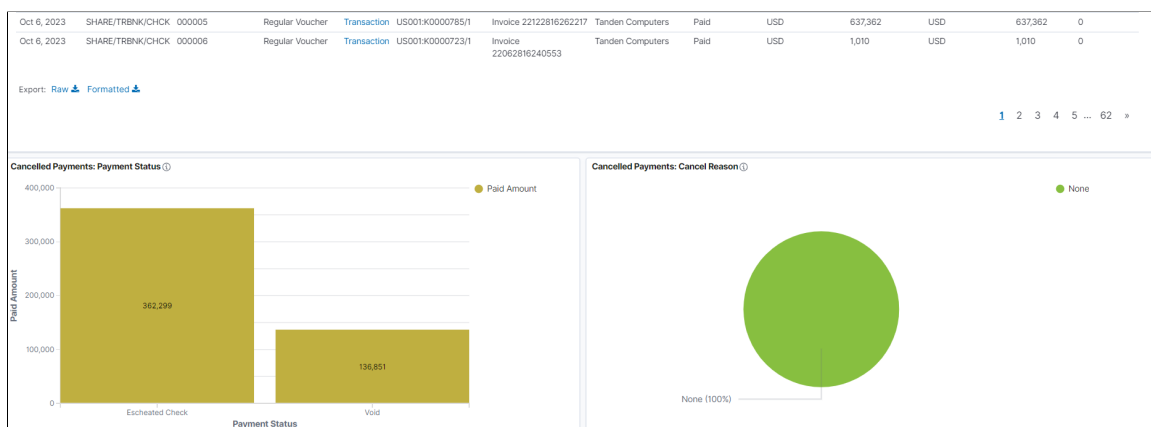 Oct 6, 2023 SHARE/TRBNK/CHCK 000005 Regular Voucher Transaction US001:K0000785/1 Invoice 22122816262217 Tanden Computers Paid USD 637,362 USD 637,362 0
Oct 6, 2023 SHARE/TRBNK/CHCK 000006 Regular Voucher Transaction US001:K0000723/1 Invoice Tanden Computers Paid USD 1,010 USD 1,010 0
22062816240553
Export: Raw Formatted
1 2 3 4 5 ... 62 »
Cancelled Payments: Payment Status
Paid Amount
400,000
300,000
200,000
100,000
0
Paid Amount
362,299
136,851
Escheated Check
Void
Payment Status
Cancelled Payments: Cancel Reason
None
None (100%)